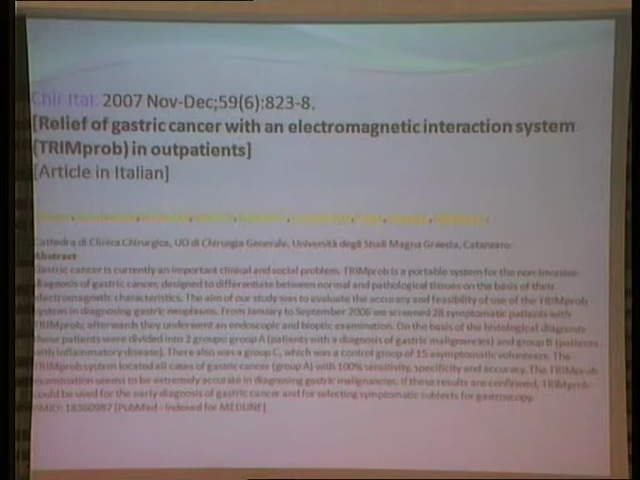 Chir Ital. 2007 Nov-Dec;59(6):823-8.
[Relief of gastric cancer with an electromagnetic interaction system
(TRIMprob) in outpatients]
[Article in Italian]
Cattedra di Clinica Chirurgica, UO di Chirurgia Generale, Università degli Studi Magna Graecia, Catanzaro.
Abstract
Gastric cancer is currently an important clinical and social problem. TRIMprob is a portable system for the non-invasive
diagnosis of gastric cancer, designed to differentiate between normal and pathological tissues on the basis of their
electromagnetic characteristics. The aim of our study was to evaluate the accuracy and feasibility of use of the TRIMprob
system in diagnosing gastric neoplasms. From January to September 2006 we screened 28 symptomatic patients with
TRIMprob; afterwards they underwent an endoscopic and bioptic examination. On the basis of the histological diagnosis
these patients were divided into 2 groups: group A (patients with a diagnosis of gastric malignancies) and group B (patients
with inflammatory disease). There also was a group C, which was a control group of 15 asymptomatic volunteers. The
TRIMprob system located all cases of gastric cancer (group A) with 100% sensitivity, specificity and accuracy. The TRIMprob
examination seems to be extremely accurate in diagnosing gastric malignancies. If these results are confirmed, TRIMprob
could be used for the early diagnosis of gastric cancer and for selecting symptomatic subjects for gastroscopy.
PMID: 18360987 [PubMed - indexed for MEDLINE]